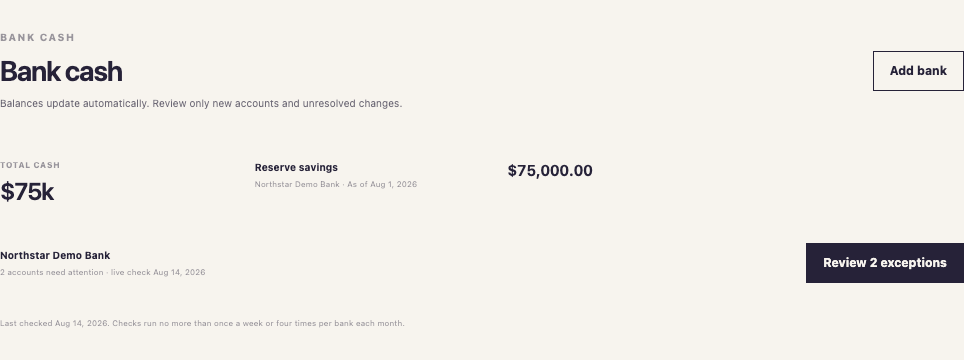 BANK CASH
Bank cash
Add bank
Balances update automatically. Review only new accounts and unresolved changes.
TOTAL CASH
$75k
Reserve savings
Northstar Demo Bank · As of Aug 1, 2026
$75,000.00
Northstar Demo Bank
2 accounts need attention · live check Aug 14, 2026
Review 2 exceptions
Last checked Aug 14, 2026. Checks run no more than once a week or four times per bank each month.